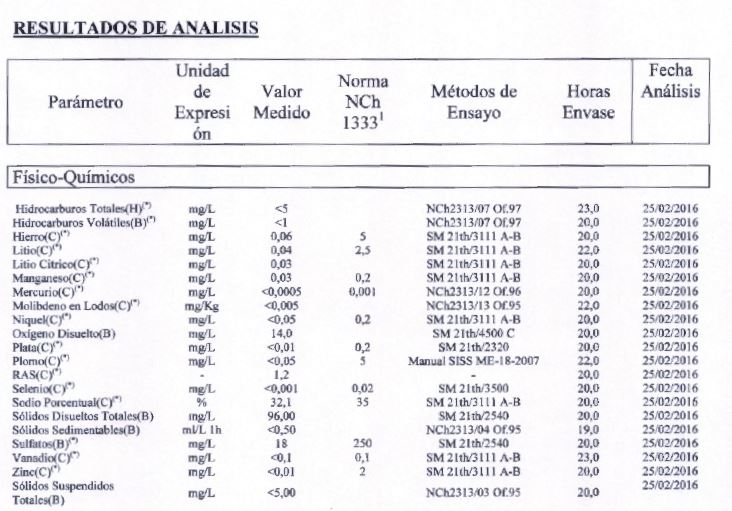 RESULTADOS DE ANALISIS
Parámetro Unidad de Expresión Valor Medido Norma NCh 1333¹ Métodos de Ensayo Horas Envase Fecha Análisis
Físico-Químicos
Hidrocarburos Totales(H)(*) mg/L <5 NCh2313/07 Of.97 23,0 25/02/2016
Hidrocarburos Volátiles(B)(*) mg/L <1 NCh2313/07 Of.97 20,0 25/02/2016
Hierro(C)(*) mg/L 0,06 5 SM 21th/3111 A-B 20,0 25/02/2016
Litio(C)(*) mg/L 0,04 2,5 SM 21th/3111 A-B 22,0 25/02/2016
Litio Cítrico(C)(*) mg/L 0,03 SM 21th/3111 A-B 20,0 25/02/2016
Manganeso(C)(*) mg/L 0,03 0,2 SM 21th/3111 A-B 20,0 25/02/2016
Mercurio(C)(*) mg/L <0,0005 0,001 NCh2313/12 Of.96 20,0 25/02/2016
Molibdeno en Lodos(C)(*) mg/Kg <0,005 NCh2313/13 Of.95 22,0 25/02/2016
Niquel(C)(*) mg/L <0,05 0,2 SM 21th/3111 A-B 20,0 25/02/2016
Oxígeno Disuelto(B) mg/L 14,0 SM 21th/4500 C 20,0 25/02/2016
Plata(C)(*) mg/L <0,01 0,2 SM 21th/2320 20,0 25/02/2016
Plomo(C)(*) mg/L <0,05 5 Manual SISS ME-18-2007 22,0 25/02/2016
RAS(C)(*) - 1,2 - 20,0 25/02/2016
Selenio(C)(*) mg/L <0,001 0,02 SM 21th/3500 20,0 25/02/2016
Sodio Porcentual(C)(*) % 32,1 35 SM 21th/3111 A-B 20,0 25/02/2016
Sólidos Disueltos Totales(B) mg/L 96,00 SM 21th/2540 20,0 25/02/2016
Sólidos Sedimentables(B) ml/L 1h <0,50 NCh2313/04 Of.95 19,0 25/02/2016
Sulfatos(B)(*) mg/L 18 250 SM 21th/2540 20,0 25/02/2016
Vanadio(C)(*) mg/L <0,1 0,1 SM 21th/3111 A-B 23,0 25/02/2016
Zinc(C)(*) mg/L <0,01 2 SM 21th/3111 A-B 20,0 25/02/2016
Sólidos Suspendidos 25/02/2016
Totales(B) mg/L <5,00 NCh2313/03 Of.95 20,0